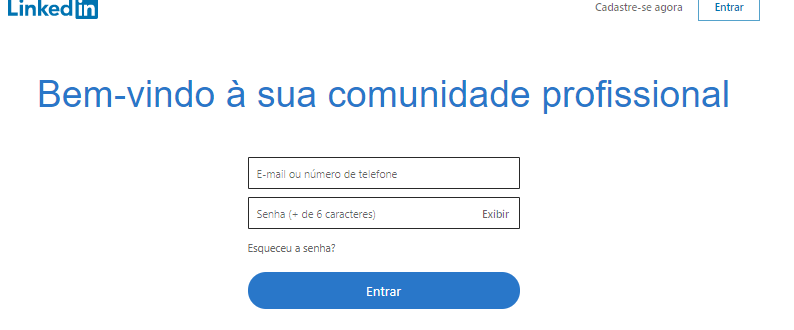 Linkedin
Cadastre-se agora
Entrar
Bem-vindo à sua comunidade profissional
E-mail ou número de telefone
Senha (+ de 6 caracteres)
Exibir
Esqueceu a senha?
Entrar